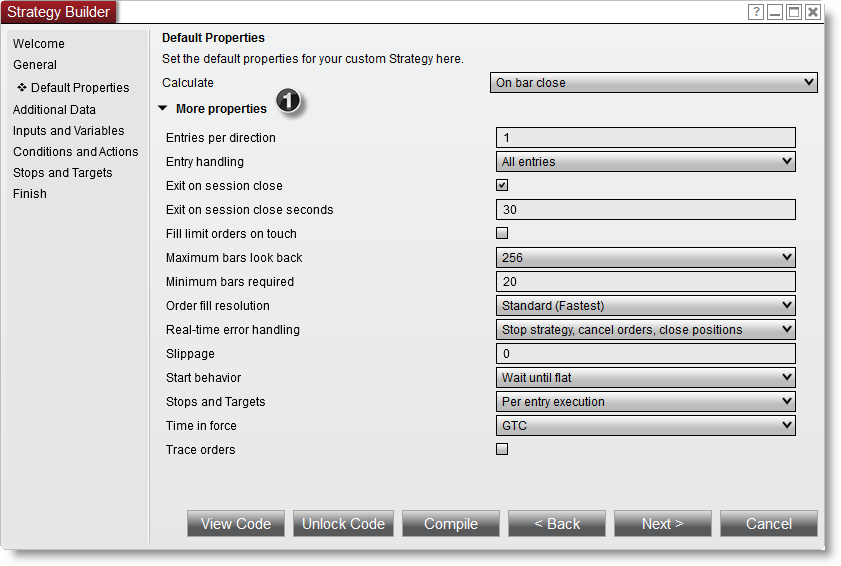 Strategy Builder
?
Welcome
General
Default Properties
Additional Data
Inputs and Variables
Conditions and Actions
Stops and Targets
Finish
Default Properties
Set the default properties for your custom Strategy here.
Calculate On bar close
More properties 1
Entries per direction 1
Entry handling All entries
Exit on session close
Exit on session close seconds 30
Fill limit orders on touch
Maximum bars look back 256
Minimum bars required 20
Order fill resolution Standard (Fastest)
Real-time error handling Stop strategy, cancel orders, close positions
Slippage 0
Start behavior Wait until flat
Stops and Targets Per entry execution
Time in force GTC
Trace orders
View Code Unlock Code Compile < Back Next > Cancel